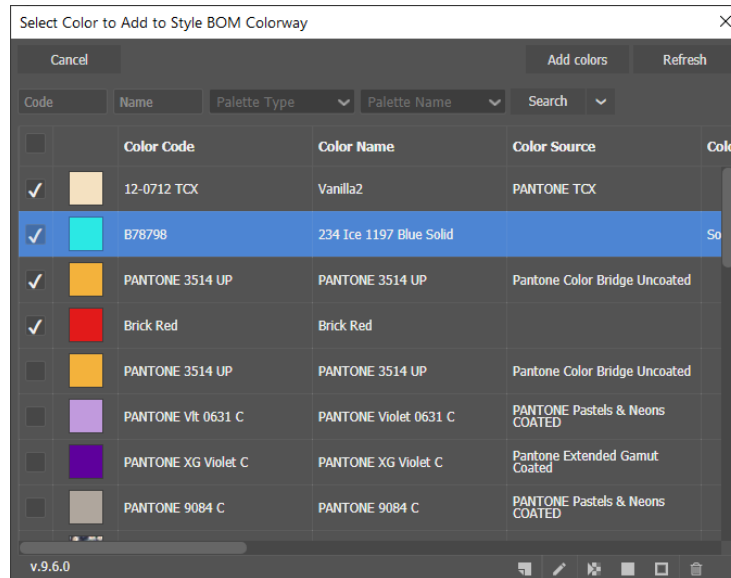 Select Color to Add to Style BOM Colorway
Cancel Add colors Refresh
Code Name Palette Type Palette Name Search
Color Code Color Name Color Source Colo
12-0712 TCX Vanilla2 PANTONE TCX
B78798 234 Ice 1197 Blue Solid So
PANTONE 3514 UP PANTONE 3514 UP Pantone Color Bridge Uncoated
Brick Red Brick Red
PANTONE 3514 UP PANTONE 3514 UP Pantone Color Bridge Uncoated
PANTONE Vlt 0631 C PANTONE Violet 0631 C PANTONE Pastels & Neons
COATED
PANTONE XG Violet C PANTONE XG Violet C Pantone Extended Gamut
Coated
PANTONE 9084 C PANTONE 9084 C PANTONE Pastels & Neons
COATED
v.9.6.0